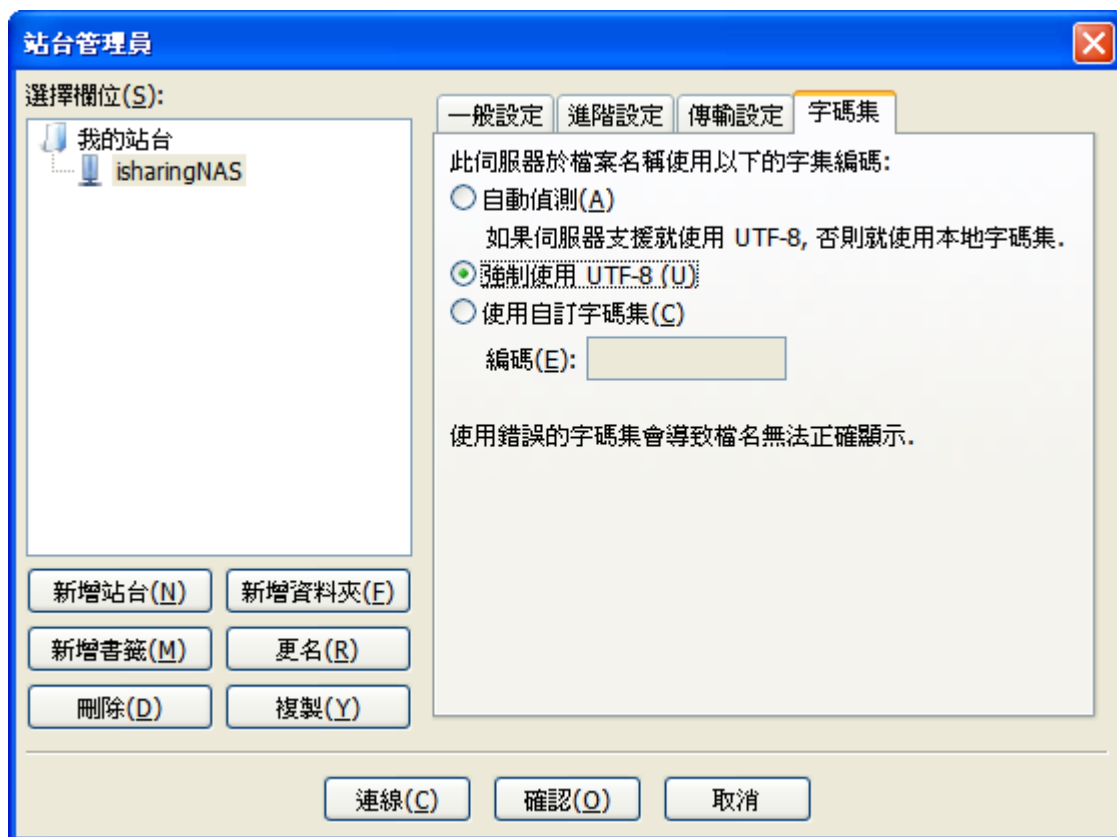 站台管理員
選擇欄位(S):
我的站台
isharingNAS
新增站台(N) 新增資料夾(F)
新增書籤(M) 更名(R)
刪除(D) 複製(Y)
一般設定 進階設定 傳輸設定 字碼集
此伺服器於檔案名稱使用以下的字集編碼:
自動偵測(A)
如果伺服器支援就使用 UTF-8, 否則就使用本地字碼集.
強制使用 UTF-8 (U)
使用自訂字碼集(C)
編碼(E):
使用錯誤的字碼集會導致檔名無法正確顯示.
連線(C) 確認(O) 取消